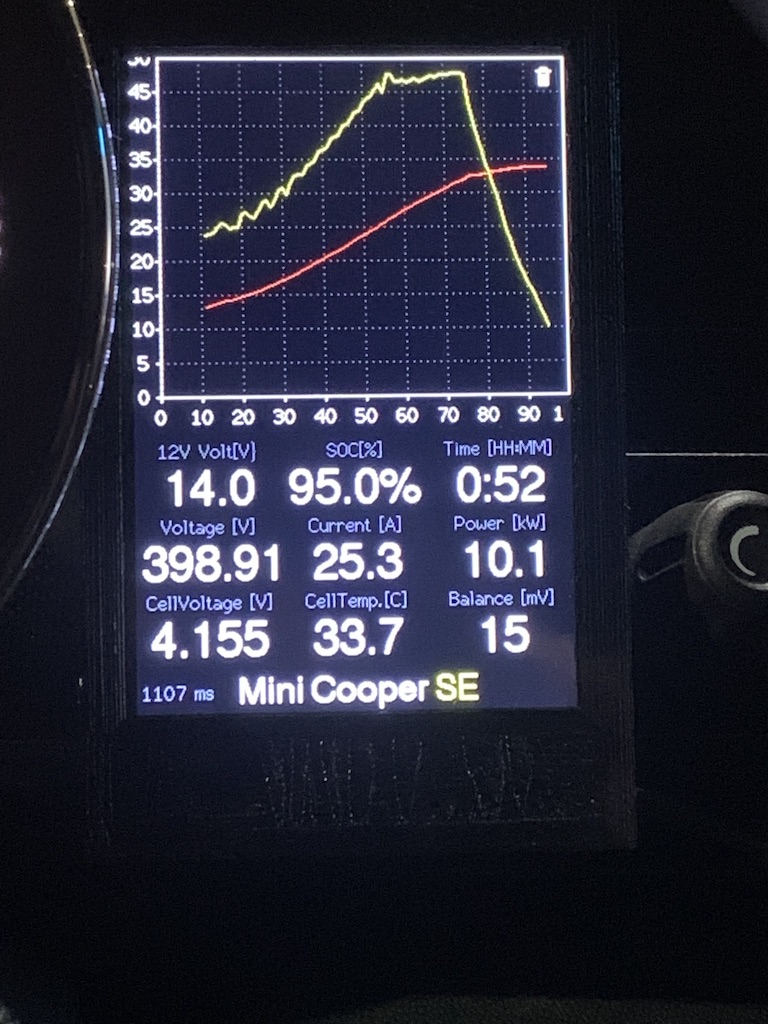 50
45
40
35
30
25
20
15
10
5
0
0 10 20 30 40 50 60 70 80 90 1
12V Volt[V] SOC[%] Time [HH:MM]
14.0 95.0% 0:52
Voltage [V] Current [A] Power [kW]
398.91 25.3 10.1
CellVoltage [V] CellTemp.[C] Balance [mV]
4.155 33.7 15
1107 ms Mini Cooper SE